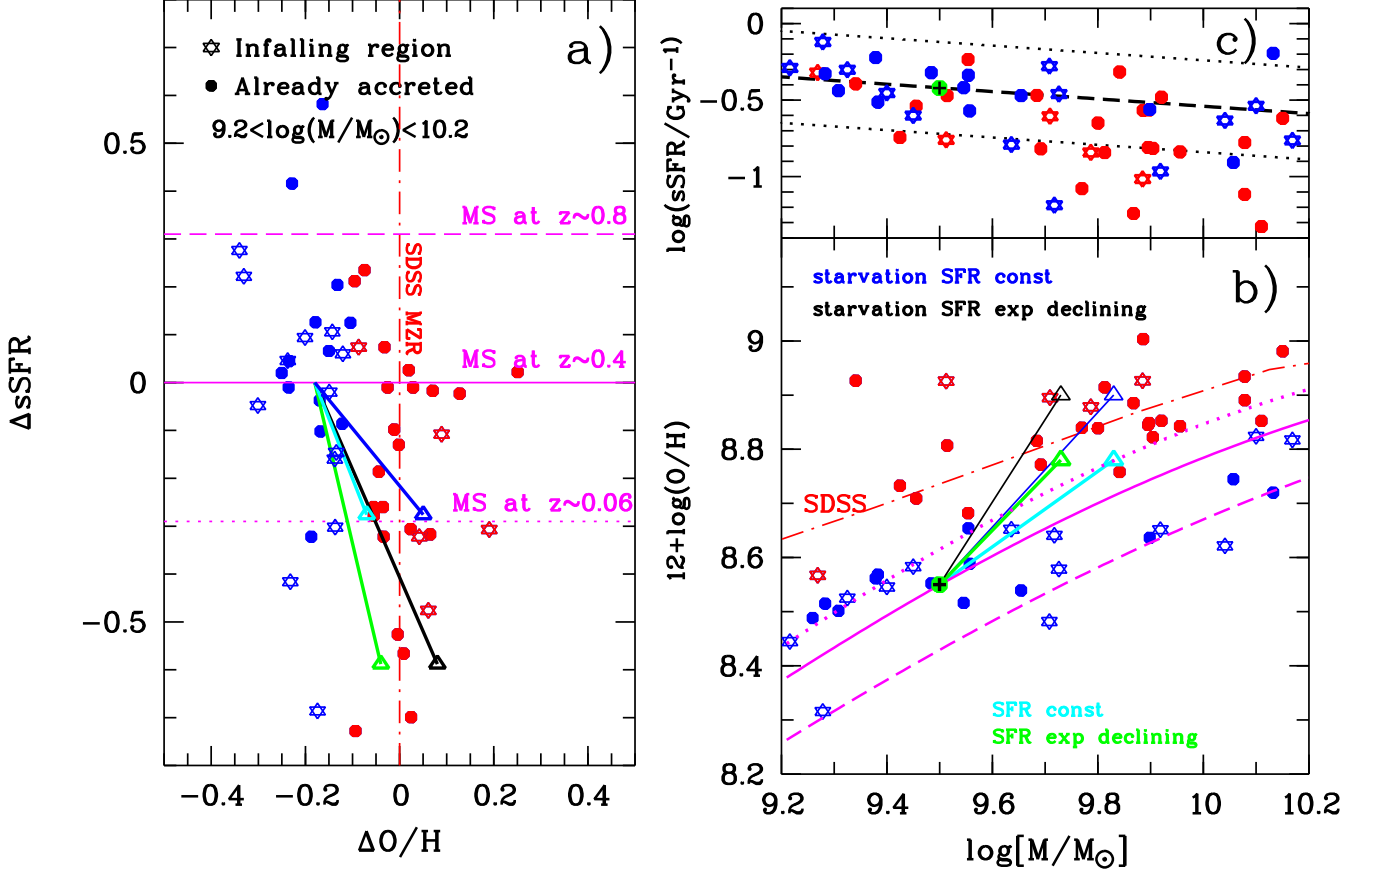 a)
Infalling region
Already accreted
9.2<log(M/M⊙)<10.2
MS at z~0.8
SDSS MZR
MS at z~0.4
MS at z~0.06
ΔsSFR
0.5
0
−0.5
−0.4
−0.2
0
0.2
0.4
ΔO/H
c)
log(sSFR/Gyr⁻¹)
0
−0.5
−1
b)
starvation SFR const
starvation SFR exp declining
SDSS
SFR const
SFR exp declining
12+log(O/H)
9
8.8
8.6
8.4
8.2
9.2
9.4
9.6
9.8
10
10.2
log[M/M⊙]